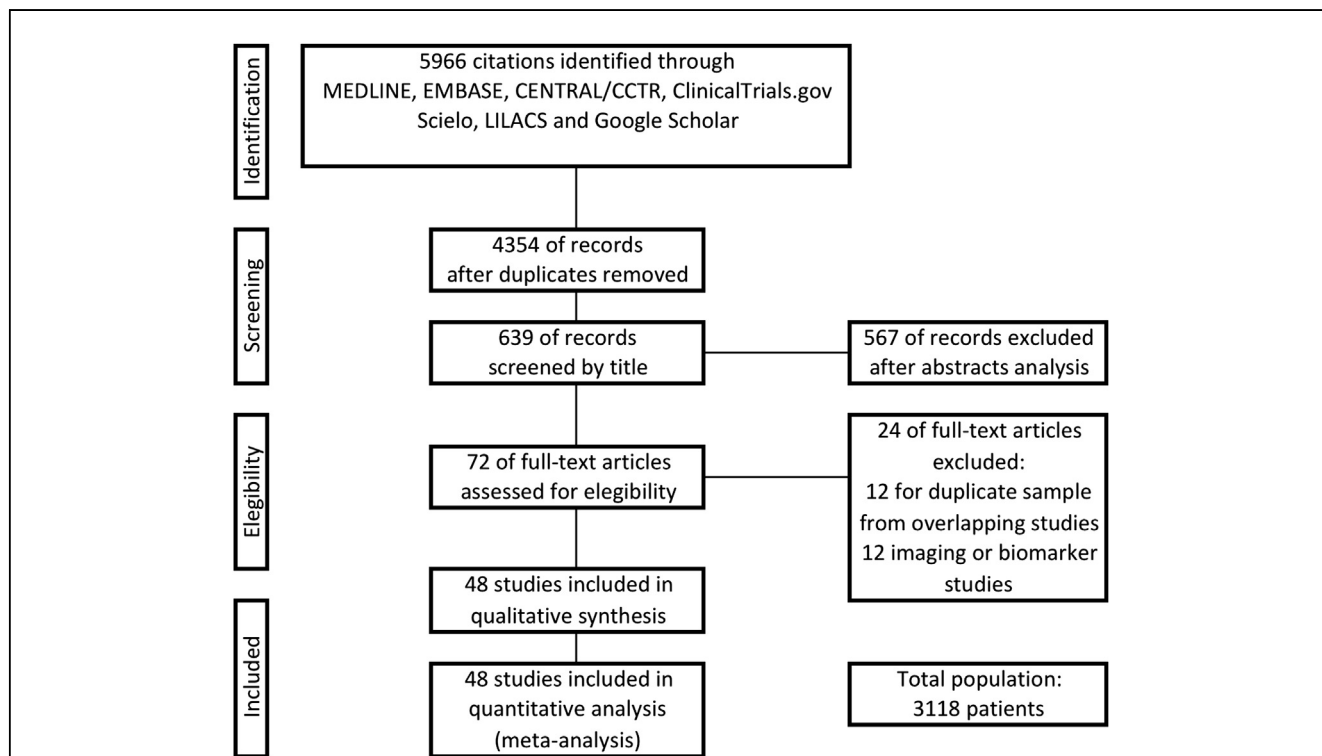 Identification
5966 citations identified through
MEDLINE, EMBASE, CENTRAL/CCTR, ClinicalTrials.gov
Scielo, LILACS and Google Scholar
Screening
4354 of records
after duplicates removed
639 of records
screened by title
567 of records excluded
after abstracts analysis
Elegibility
72 of full-text articles
assessed for elegibility
24 of full-text articles
excluded:
12 for duplicate sample
from overlapping studies
12 imaging or biomarker
studies
48 studies included in
qualitative synthesis
Included
48 studies included in
quantitative analysis
(meta-analysis)
Total population:
3118 patients